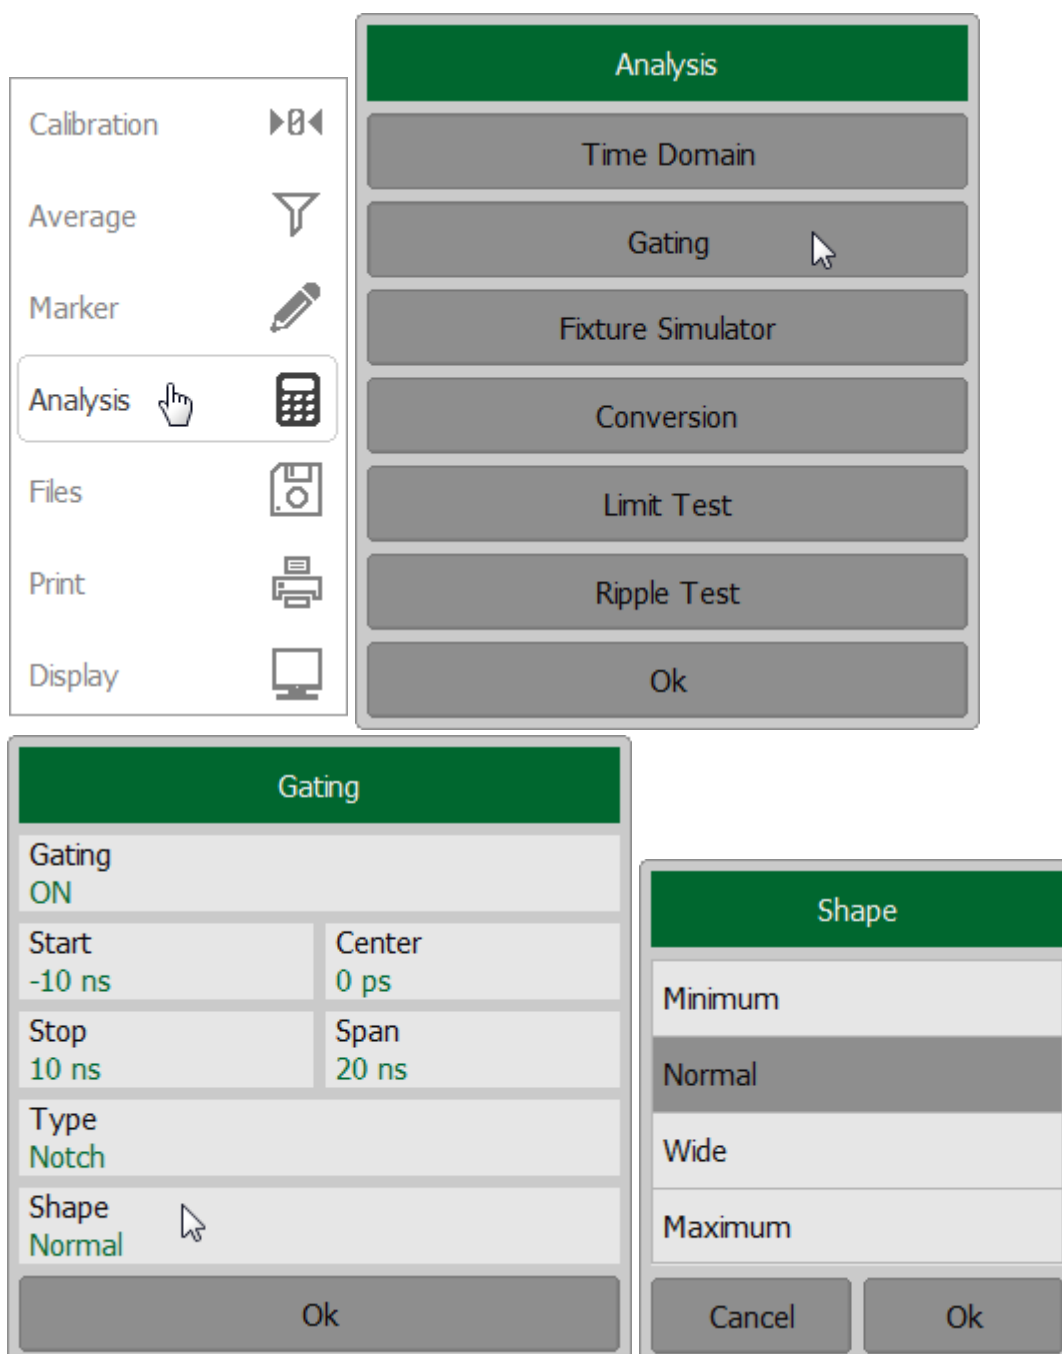 Calibration
Average
Marker
Analysis
Files
Print
Display
Analysis
Time Domain
Gating
Fixture Simulator
Conversion
Limit Test
Ripple Test
Ok
Gating
Gating
ON
Start
-10 ns
Center
0 ps
Stop
10 ns
Span
20 ns
Type
Notch
Shape
Normal
Ok
Shape
Minimum
Normal
Wide
Maximum
Cancel
Ok